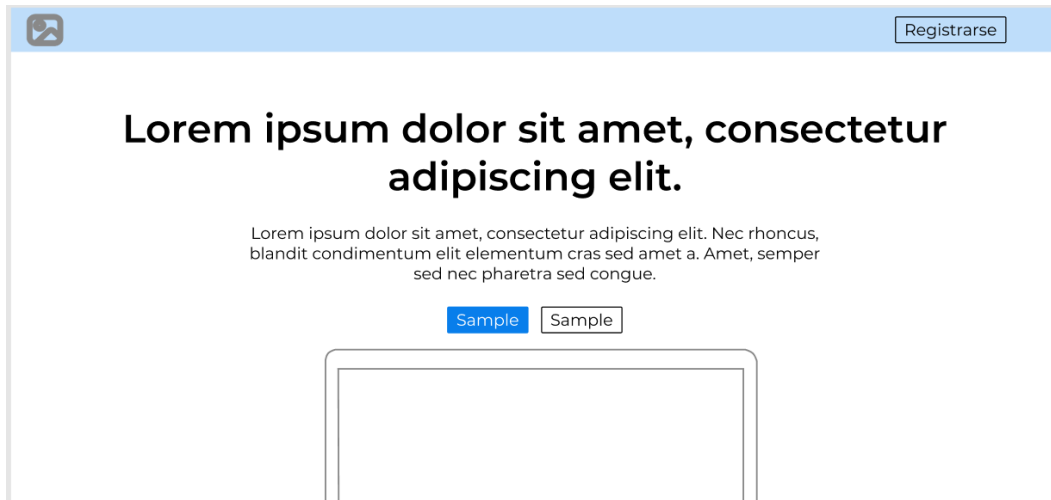 Registrarse
Lorem ipsum dolor sit amet, consectetur
adipiscing elit.
Lorem ipsum dolor sit amet, consectetur adipiscing elit. Nec rhoncus,
blandit condimentum elit elementum cras sed amet a. Amet, semper
sed nec pharetra sed congue.
Sample Sample